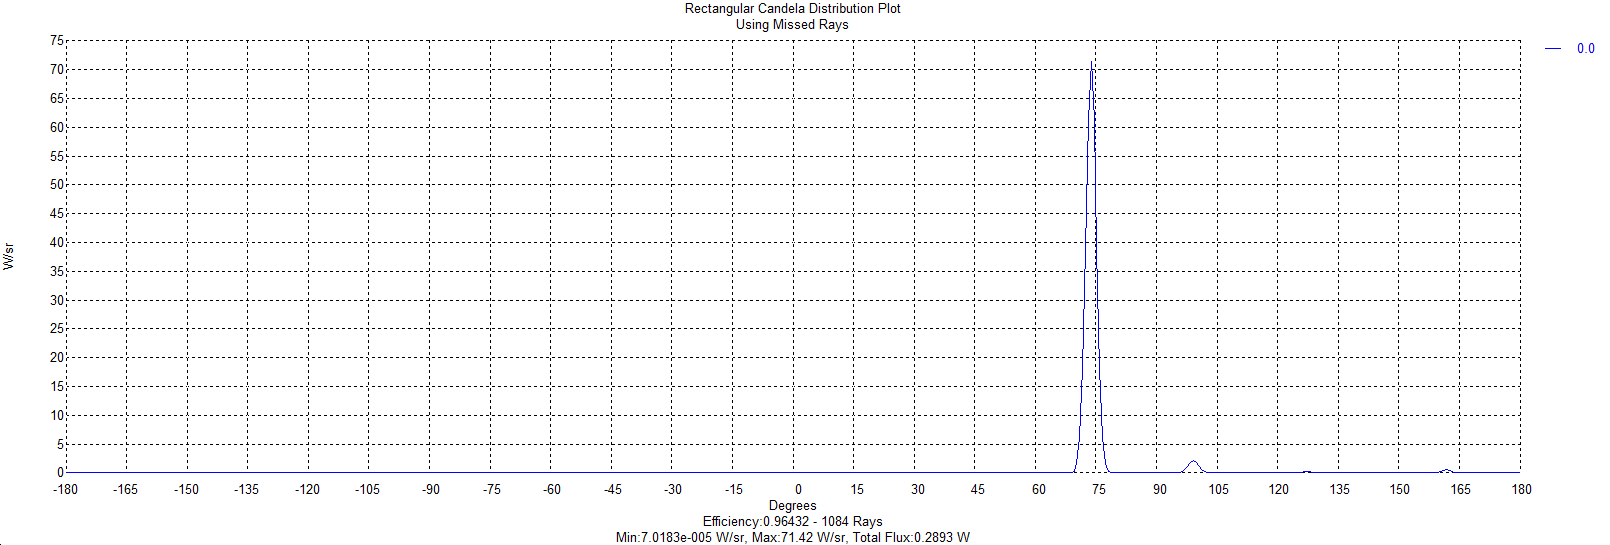 Rectangular Candela Distribution Plot
Using Missed Rays
75
70
65
60
55
50
45
40
35
30
25
20
15
10
5
0
W/sr
0.0
-180 -165 -150 -135 -120 -105 -90 -75 -60 -45 -30 -15 0 15 30 45 60 75 90 105 120 135 150 165 180
Degrees
Efficiency:0.96432 - 1084 Rays
Min:7.0183e-005 W/sr, Max:71.42 W/sr, Total Flux:0.2893 W